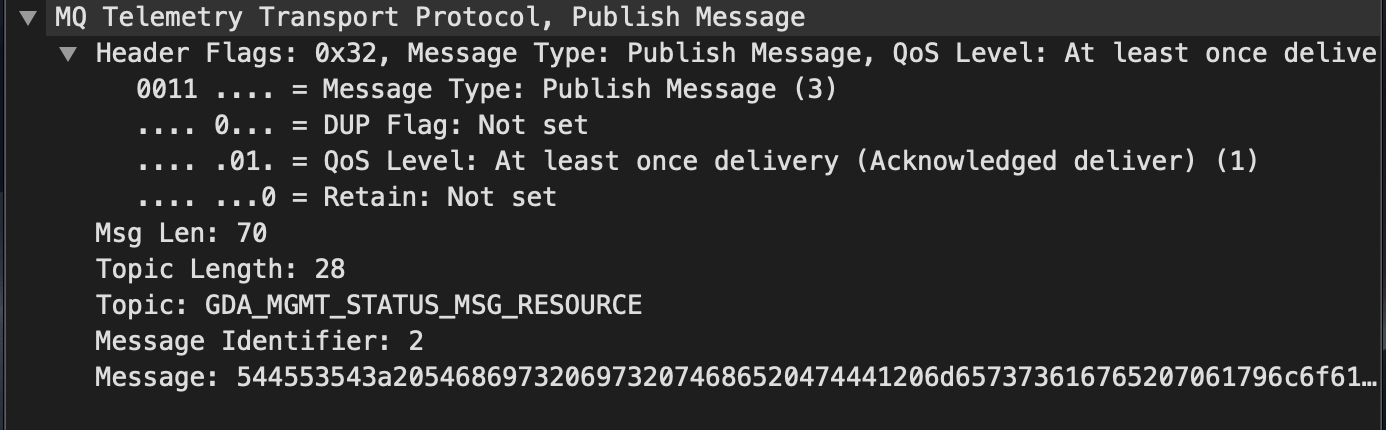 MQ Telemetry Transport Protocol, Publish Message
Header Flags: 0x32, Message Type: Publish Message, QoS Level: At least once delive
0011 .... = Message Type: Publish Message (3)
.... 0... = DUP Flag: Not set
.... .01. = QoS Level: At least once delivery (Acknowledged deliver) (1)
.... ...0 = Retain: Not set
Msg Len: 70
Topic Length: 28
Topic: GDA_MGMT_STATUS_MSG_RESOURCE
Message Identifier: 2
Message: 544553543a20546869732069732074686520474441206d657373616765207061796c6f61…